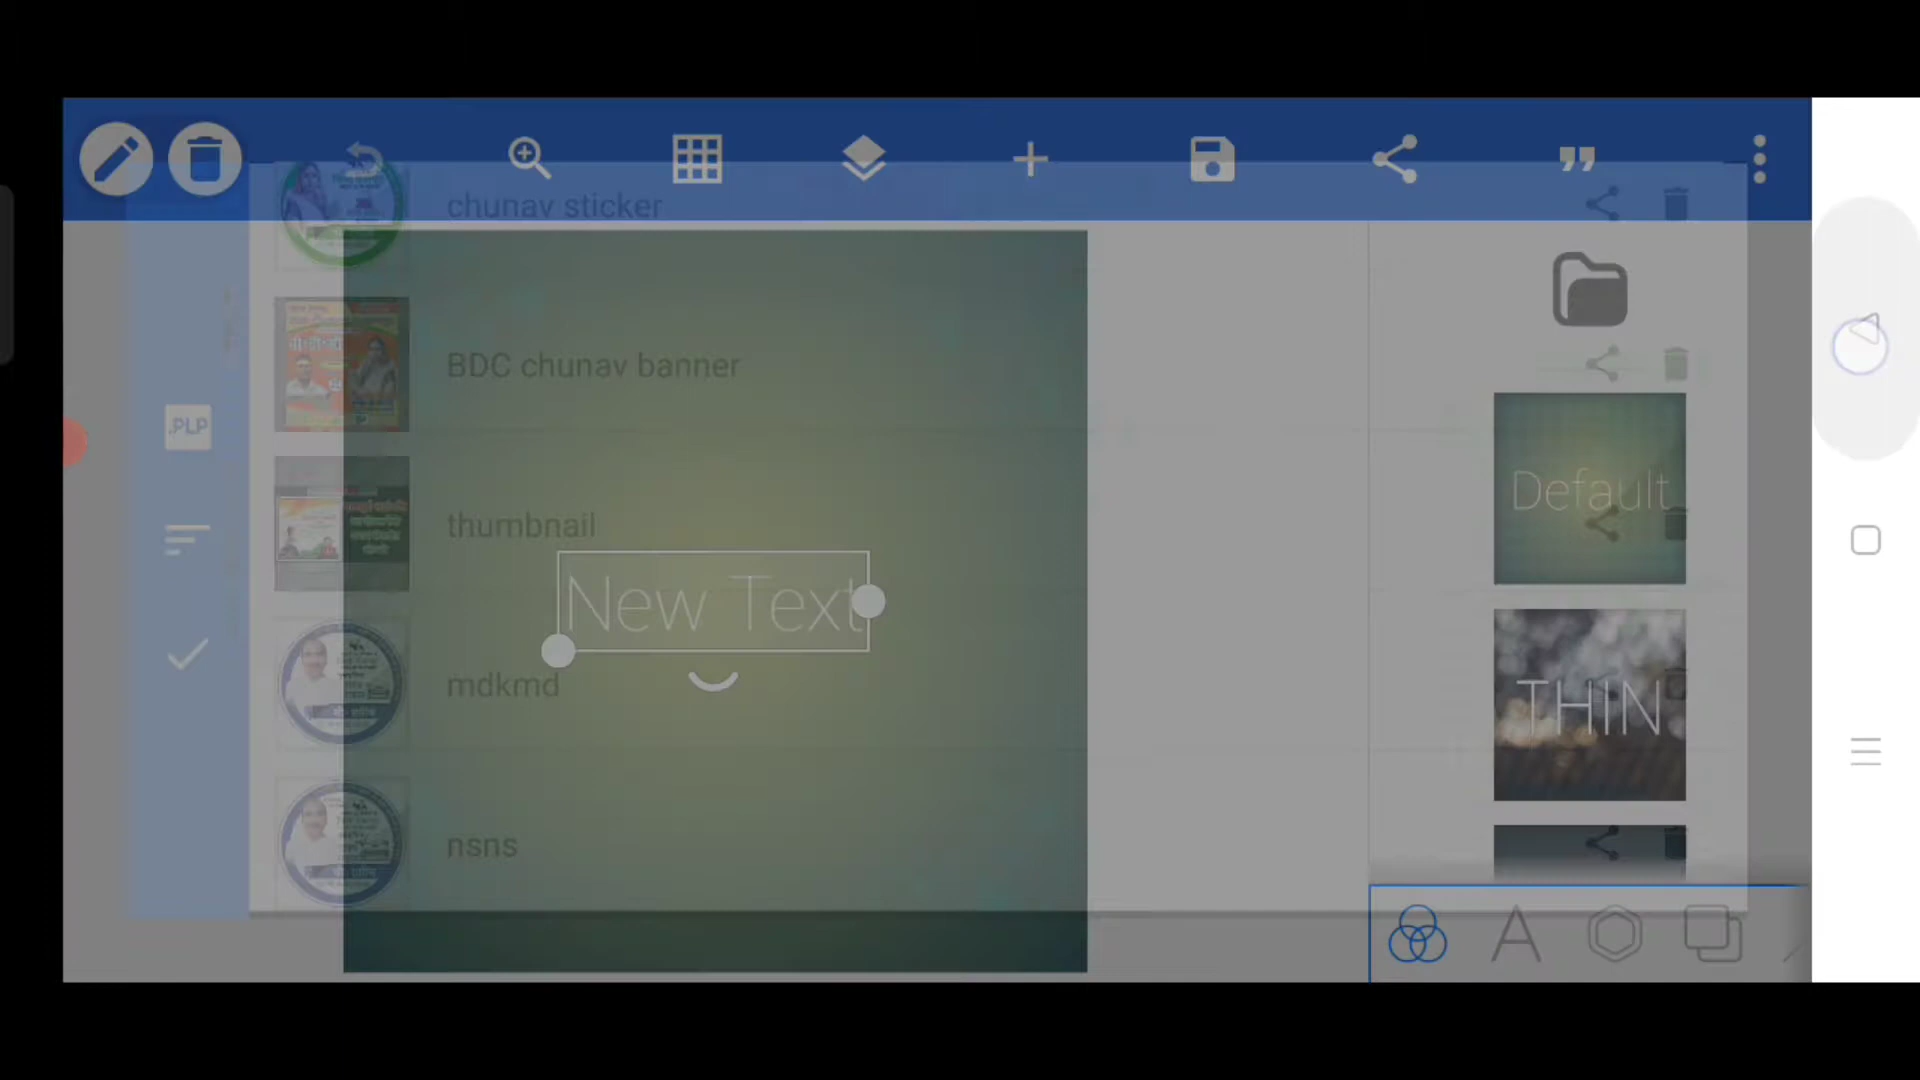 chunav sticker
BDC chunav banner
.PLP
Default
thumbnail
New Text
mdkmd
THIN
nsns